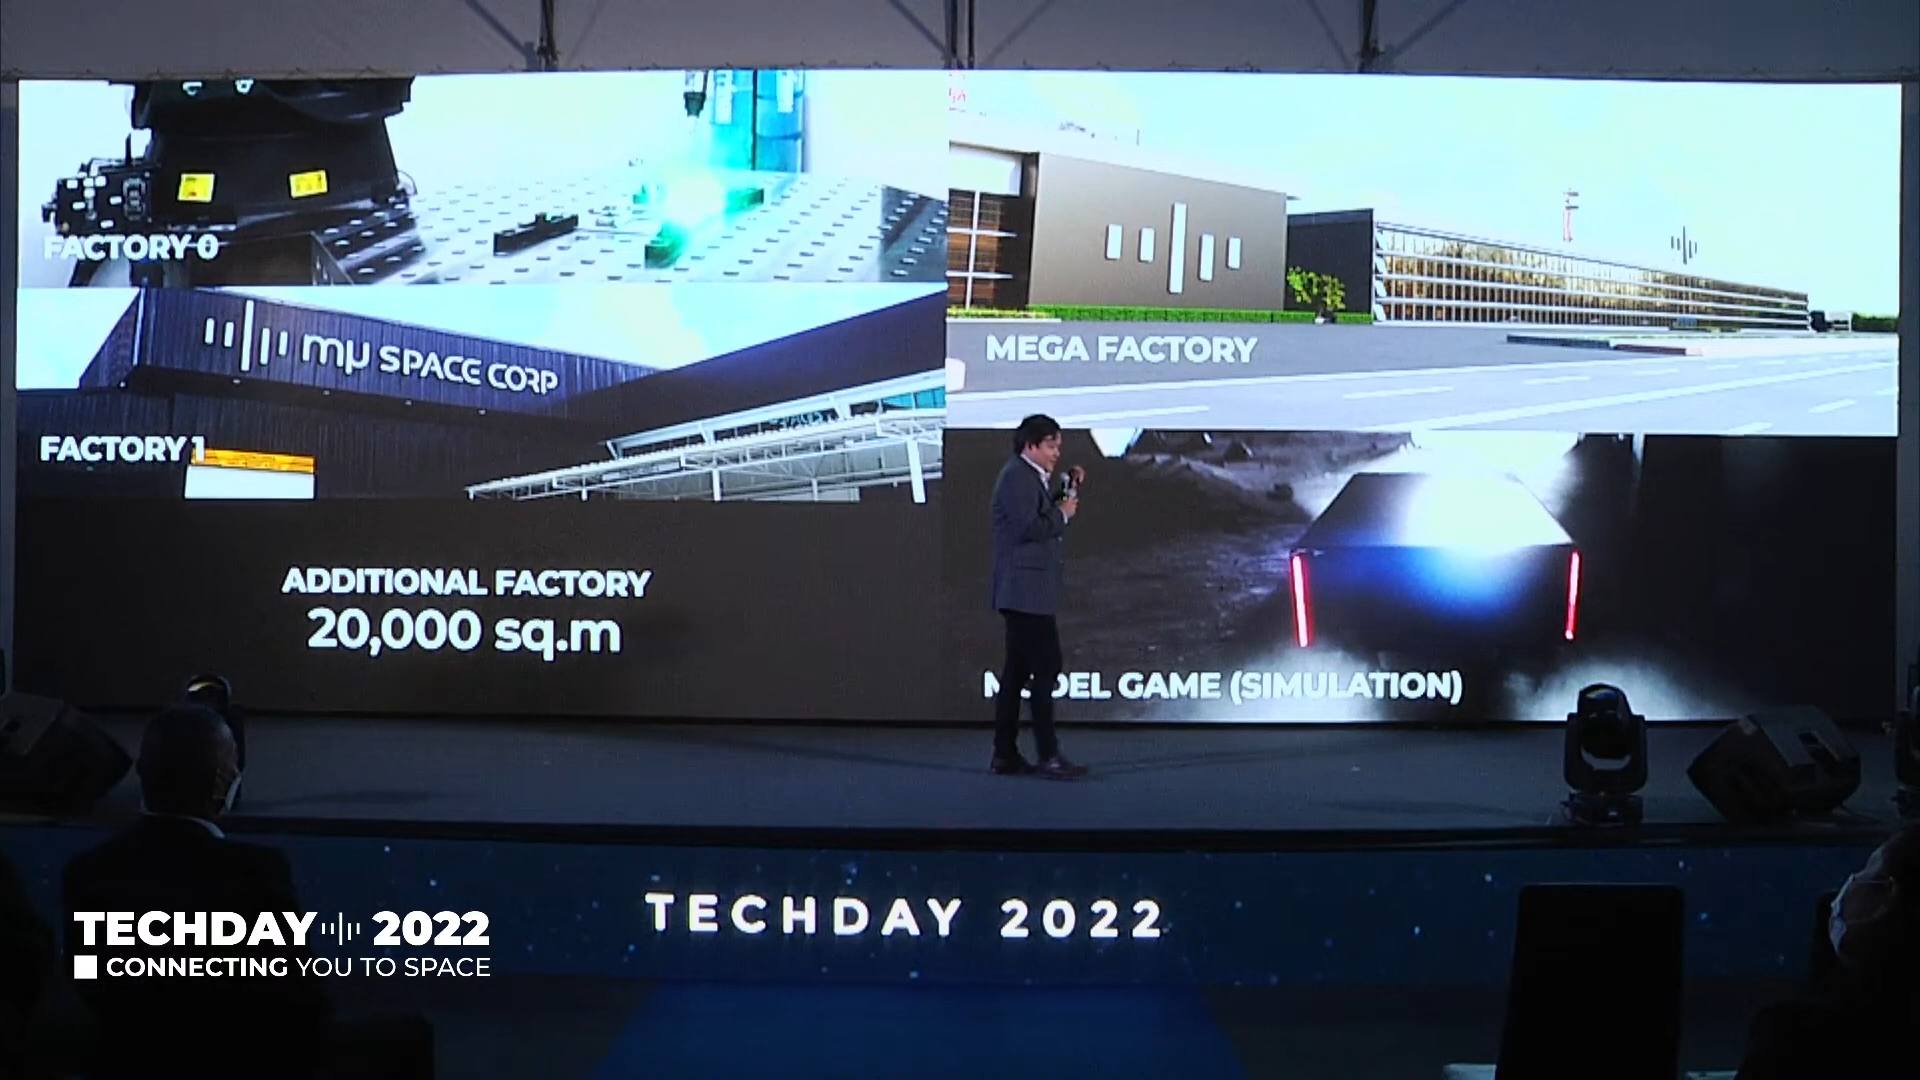 FACTORY 0
mµ SPACE CORP
FACTORY 1
ADDITIONAL FACTORY
20,000 sq.m
MEGA FACTORY
DEL GAME (SIMULATION)
TECHDAY 2022
TECHDAY 2022
CONNECTING YOU TO SPACE